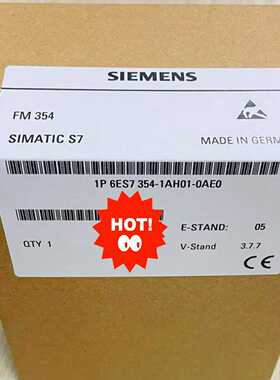 SIEMENS
FM 354
SIMATIC S7
MADE IN GERM
1P 6ES7 354-1AH01-0AE0
HOT!
E-STAND: 05
QTY 1
V-Stand 3.7.7
CE